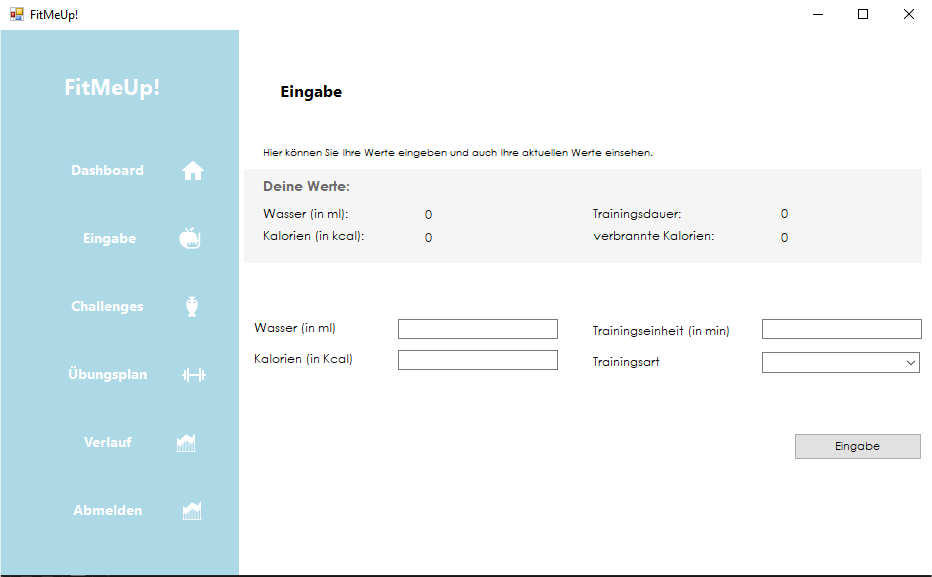 FitMeUp!
FitMeUp!
Dashboard
Eingabe
Challenges
Übungsplan
Verlauf
Abmelden
Eingabe
Hier können Sie Ihre Werte eingeben und auch Ihre aktuellen Werte einsehen.
Deine Werte:
Wasser (in ml): 0 Trainingsdauer: 0
Kalorien (in kcal): 0 verbrannte Kalorien: 0
Wasser (in ml) Trainingseinheit (in min)
Kalorien (in Kcal) Trainingsart
Eingabe